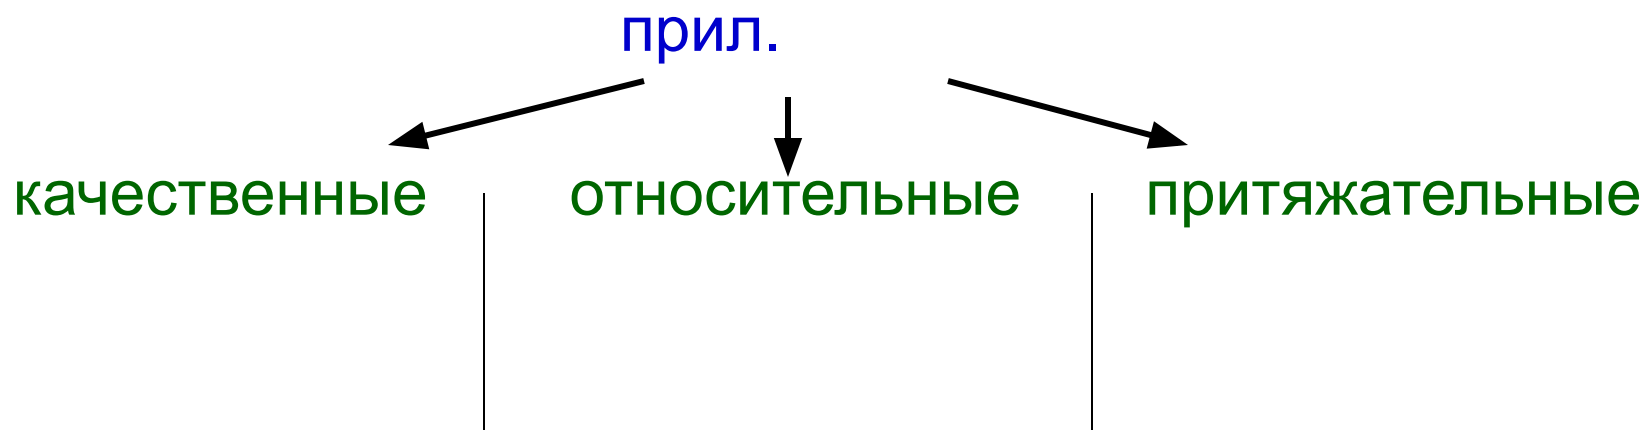 прил.
качественные относительные притяжательные